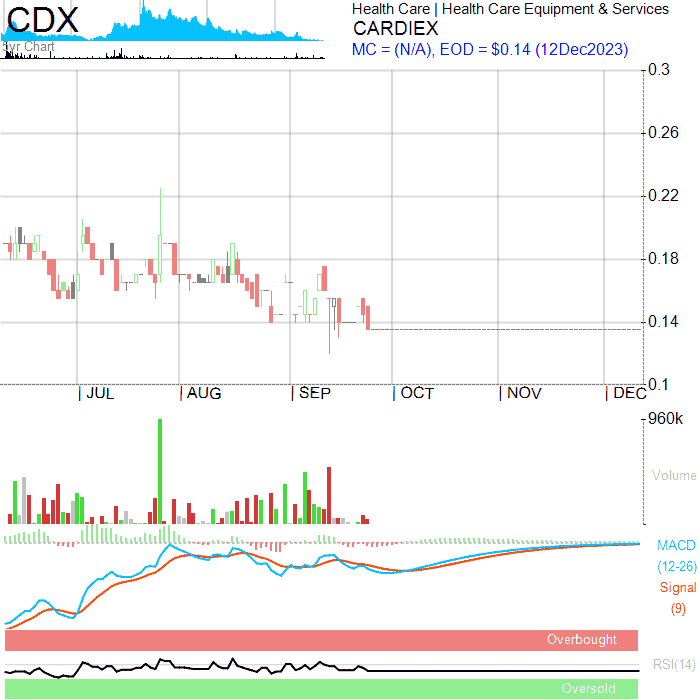 CDX
5yr Chart
Health Care | Health Care Equipment & Services
CARDIEX
MC = (N/A), EOD = $0.14 (12Dec2023)
0.3
0.26
0.22
0.18
0.14
0.1
| JUL | AUG | SEP | OCT | NOV | DEC
960k
Volume
MACD
(12-26)
Signal
(9)
Overbought
RSI(14)
Oversold